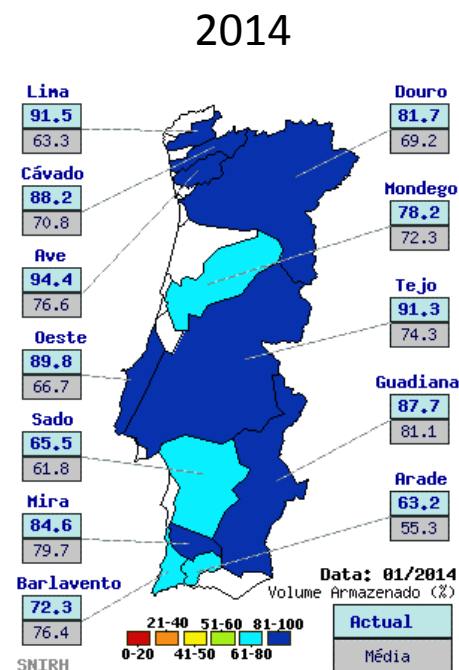 2014
Lima
91.5
63.3
Cávado
88.2
70.8
Ave
94.4
76.6
Oeste
89.8
66.7
Sado
65.5
61.8
Mira
84.6
79.7
Barlavento
72.3
76.4
SNIRH
Douro
81.7
69.2
Mondego
78.2
72.3
Tejo
91.3
74.3
Guadiana
87.7
81.1
Arade
63.2
55.3
Data: 01/2014
Volume Armazenado (%)
Actual
Média
21-40 51-60 81-100
0-20 41-50 61-80